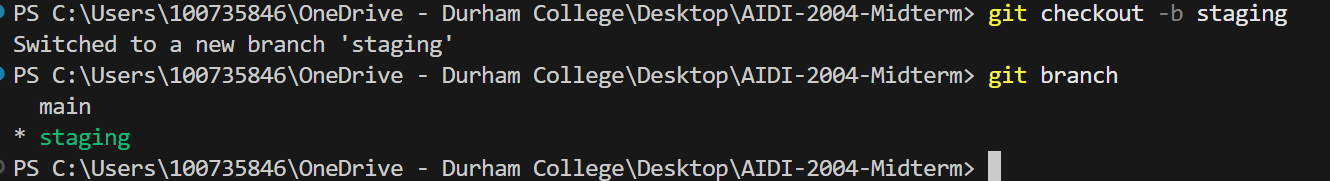 PS C:\Users\100735846\OneDrive - Durham College\Desktop\AIDI-2004-Midterm> git checkout -b staging
Switched to a new branch 'staging'
PS C:\Users\100735846\OneDrive - Durham College\Desktop\AIDI-2004-Midterm> git branch
  main
* staging
PS C:\Users\100735846\OneDrive - Durham College\Desktop\AIDI-2004-Midterm>